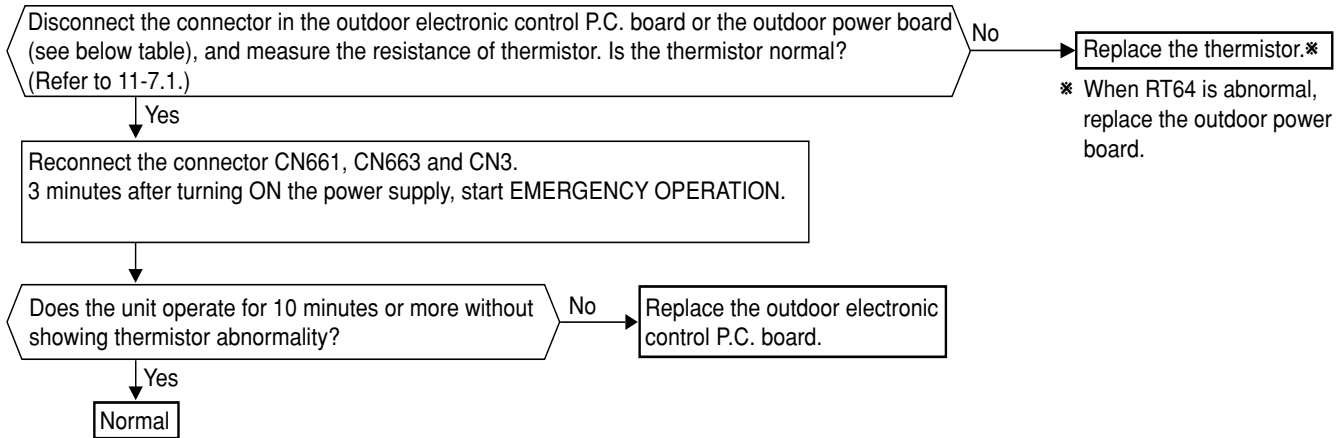 Disconnect the connector in the outdoor electronic control P.C. board or the outdoor power board
(see below table), and measure the resistance of thermistor. Is the thermistor normal?
(Refer to 11-7.1.)
No
Replace the thermistor.※
※ When RT64 is abnormal,
replace the outdoor power
board.
Yes
Reconnect the connector CN661, CN663 and CN3.
3 minutes after turning ON the power supply, start EMERGENCY OPERATION.
Does the unit operate for 10 minutes or more without
showing thermistor abnormality?
No
Replace the outdoor electronic
control P.C. board.
Yes
Normal